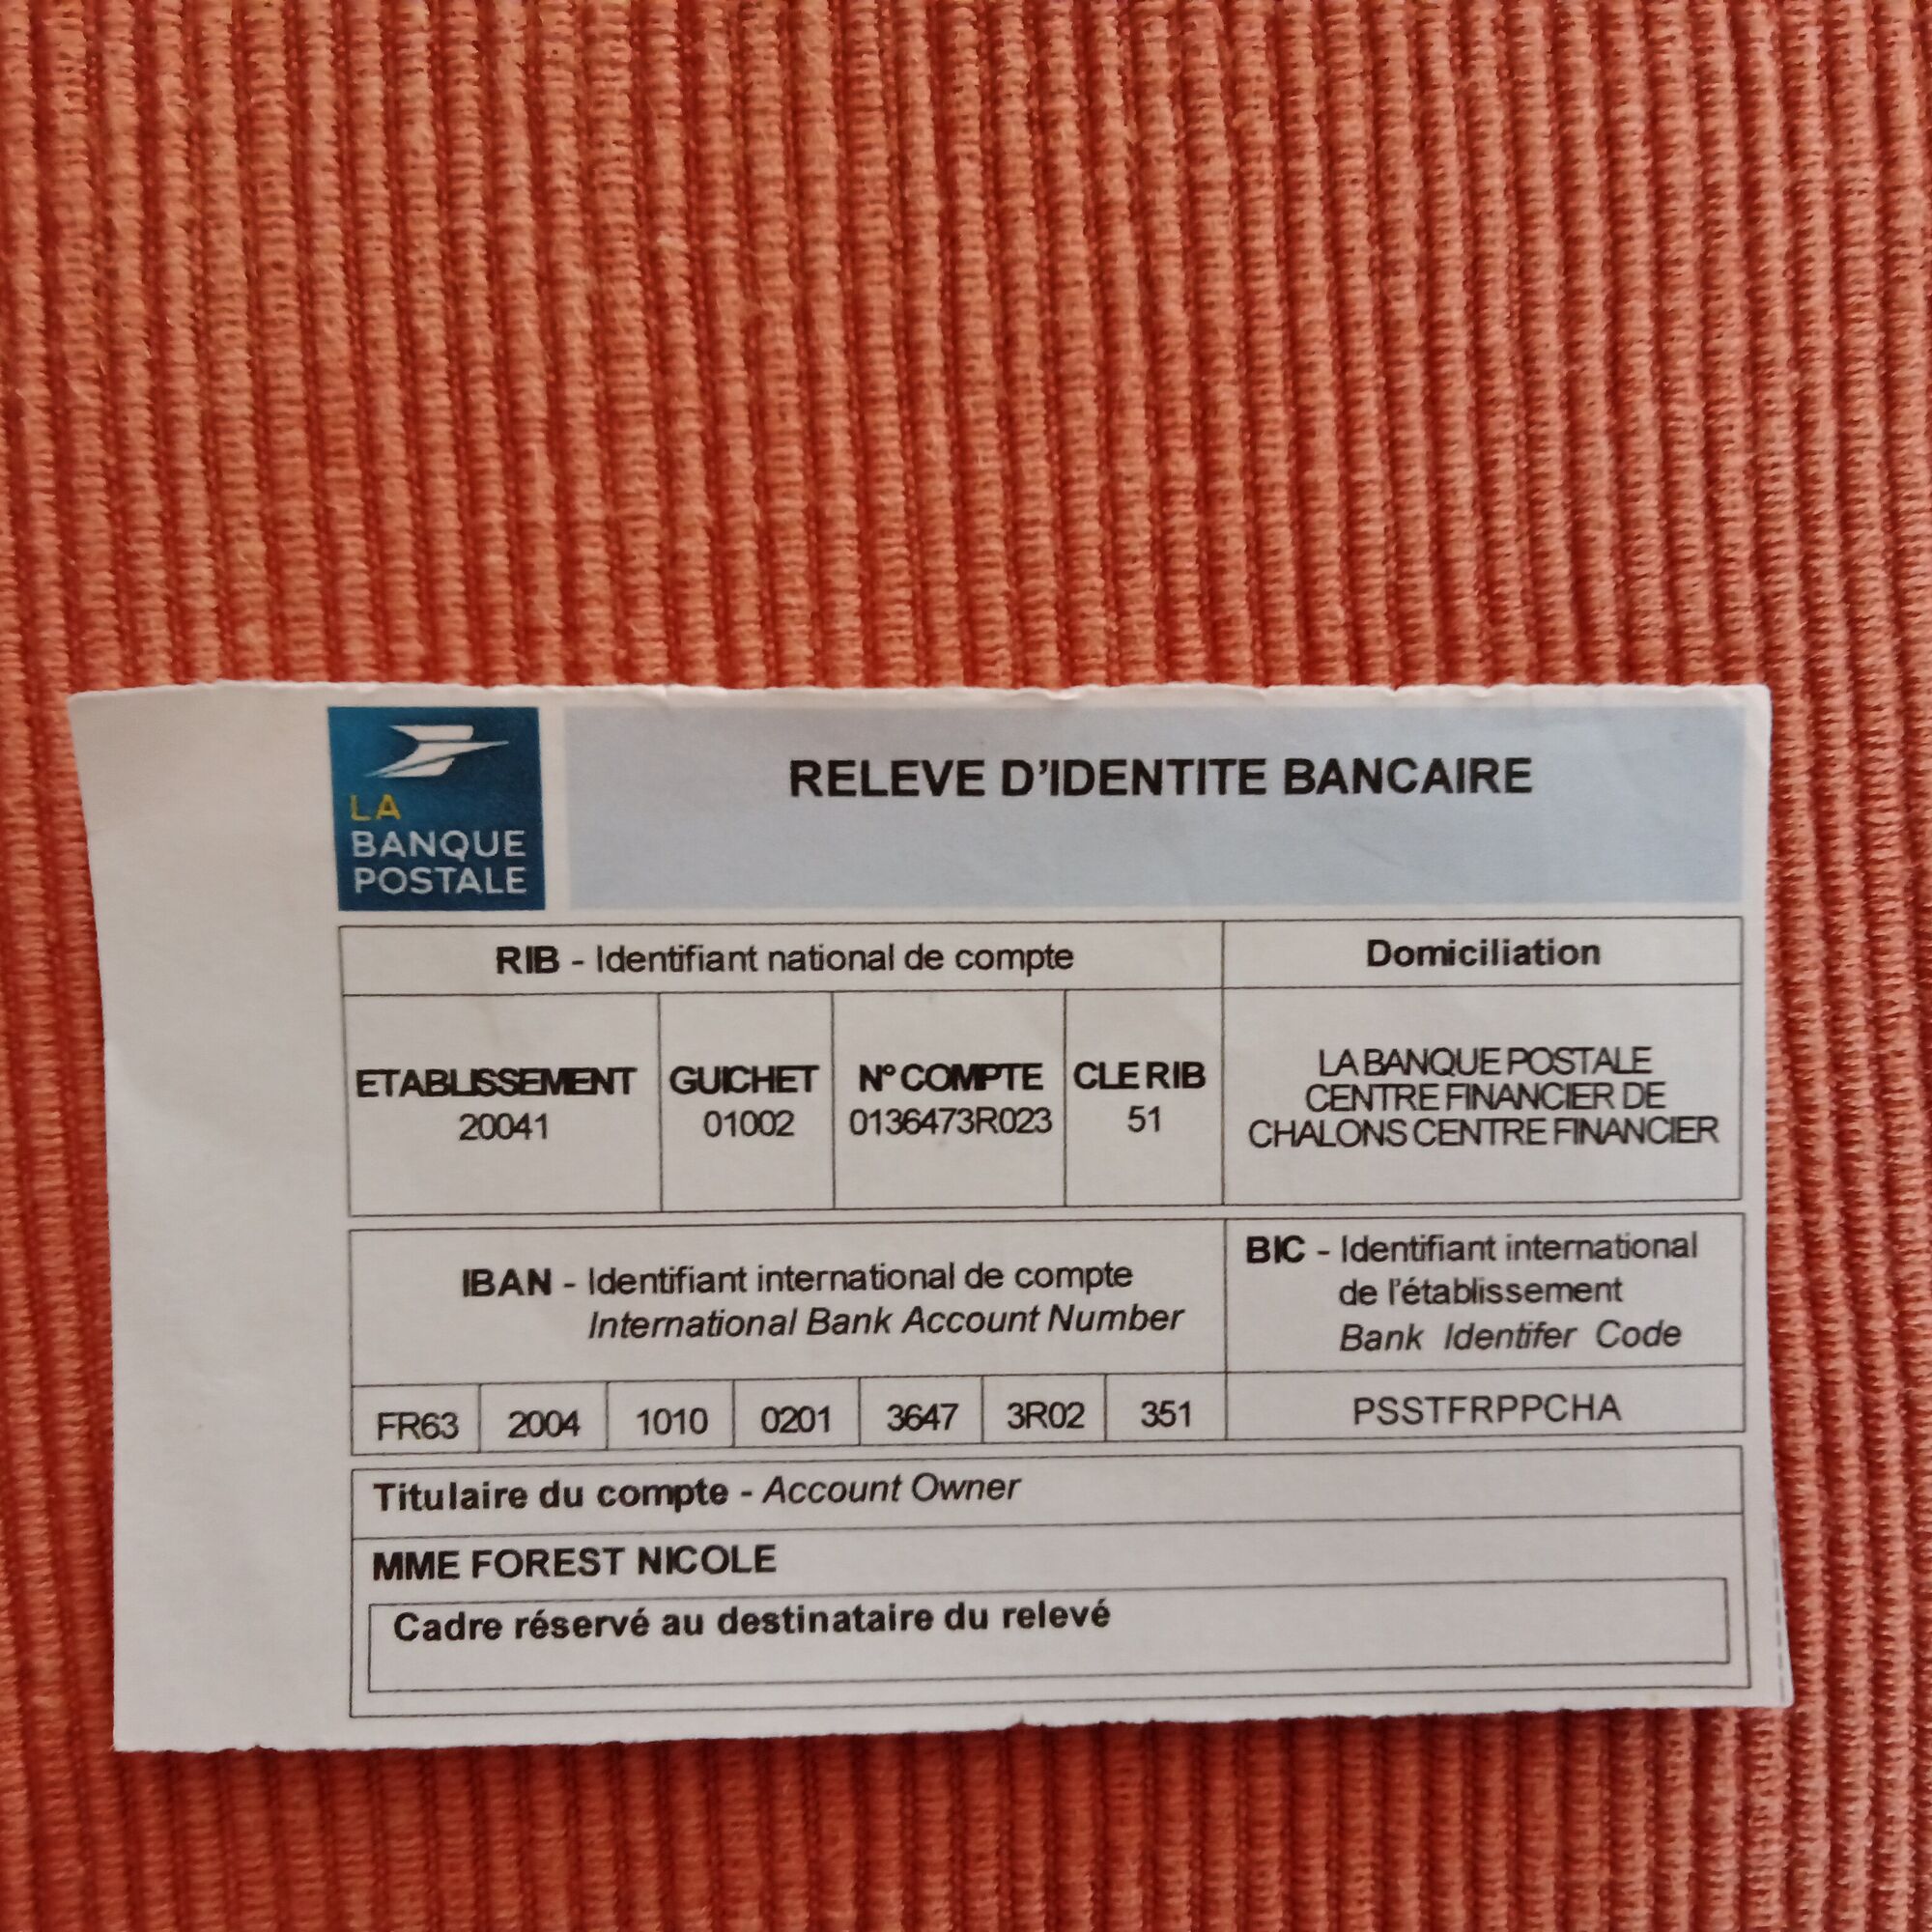 LA
BANQUE
POSTALE
RELEVE D'IDENTITE BANCAIRE
RIB - Identifiant national de compte
Domiciliation
ETABLISSEMENT GUICHET N° COMPTE CLE RIB
20041 01002 0136473R023 51
LA BANQUE POSTALE
CENTRE FINANCIER DE
CHALONS CENTRE FINANCIER
IBAN - Identifiant international de compte
International Bank Account Number
BIC - Identifiant international
de l'établissement
Bank Identifer Code
FR63 2004 1010 0201 3647 3R02 351
PSSTFRPPCHA
Titulaire du compte - Account Owner
MME FOREST NICOLE
Cadre réservé au destinataire du relevé